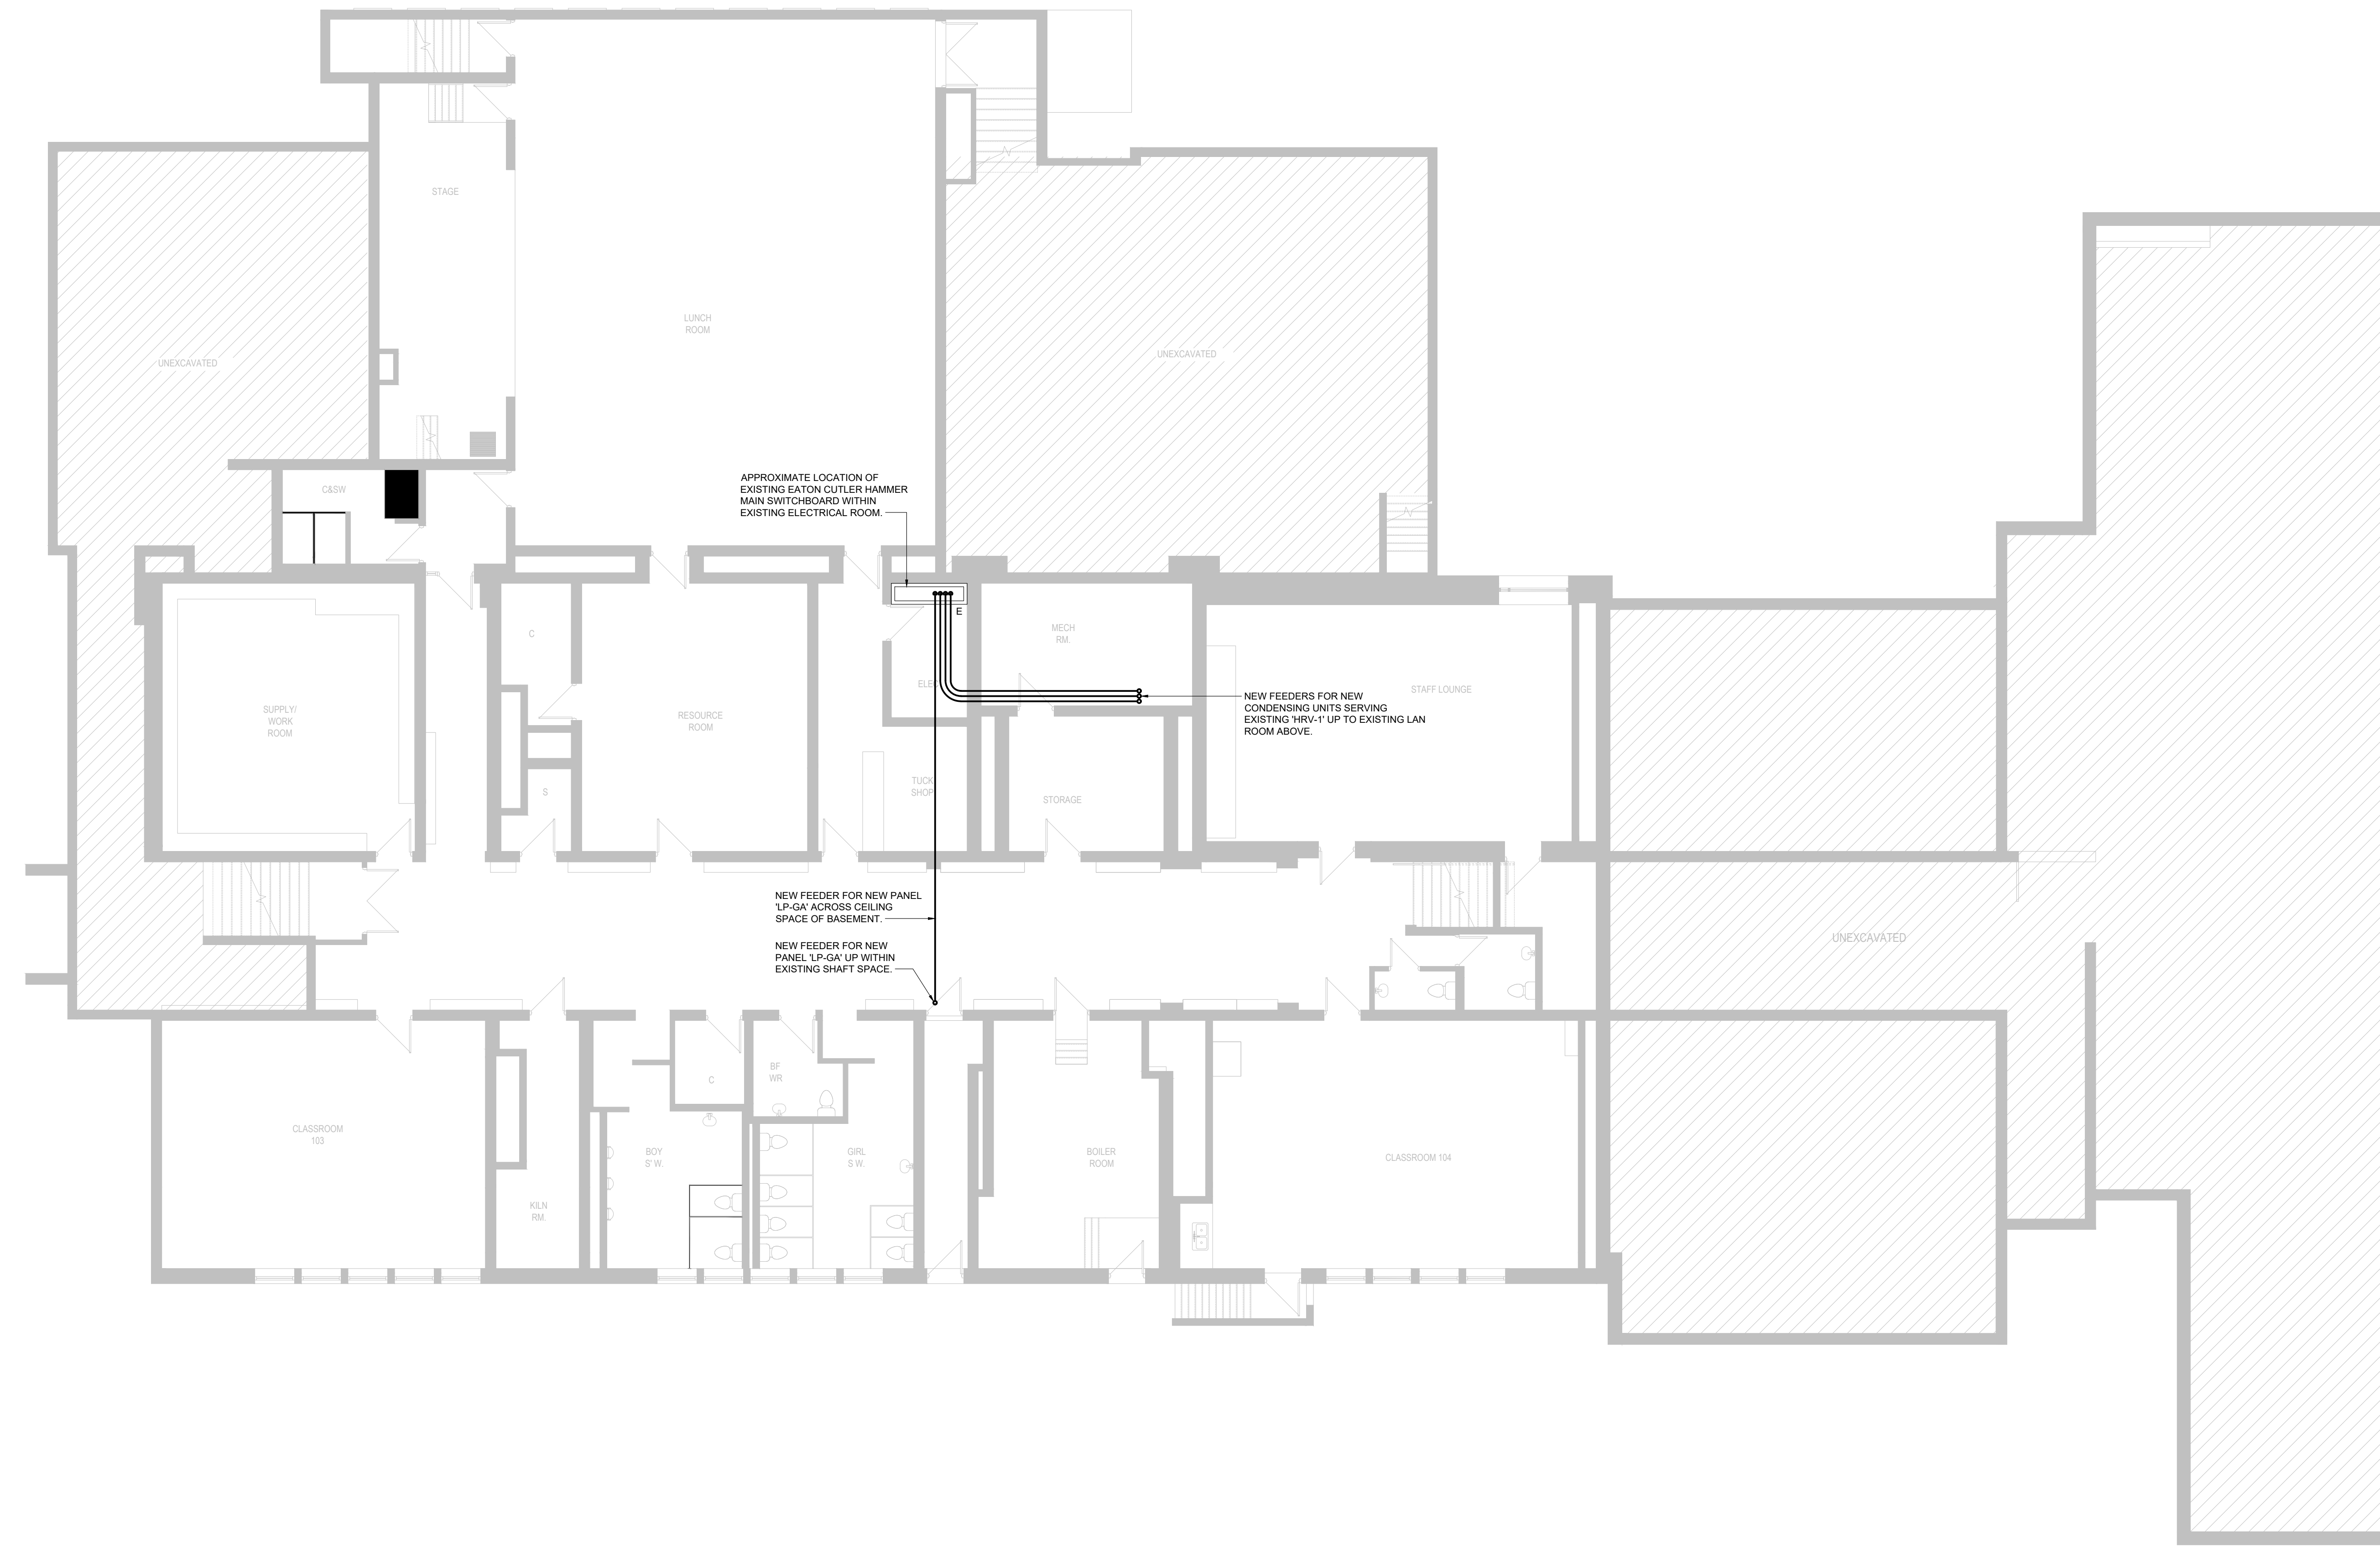 STAGE
LUNCH
ROOM
UNEXCAVATED
UNEXCAVATED
APPROXIMATE LOCATION OF
EXISTING EATON CUTLER HAMMER
MAIN SWITCHBOARD WITHIN
EXISTING ELECTRICAL ROOM.
C&SW
E
C
MECH
RM.
ELEC
SUPPLY/
WORK
ROOM
RESOURCE
ROOM
NEW FEEDERS FOR NEW
CONDENSING UNITS SERVING
EXISTING 'HRV-1' UP TO EXISTING LAN
ROOM ABOVE.
STAFF LOUNGE
TUCK
SHOP
S
STORAGE
NEW FEEDER FOR NEW PANEL
'LP-GA' ACROSS CEILING
SPACE OF BASEMENT.
NEW FEEDER FOR NEW
PANEL 'LP-GA' UP WITHIN
EXISTING SHAFT SPACE.
UNEXCAVATED
BF
WR
C
CLASSROOM
103
BOY
S' W.
GIRL
S W.
BOILER
ROOM
CLASSROOM 104
KILN
RM.